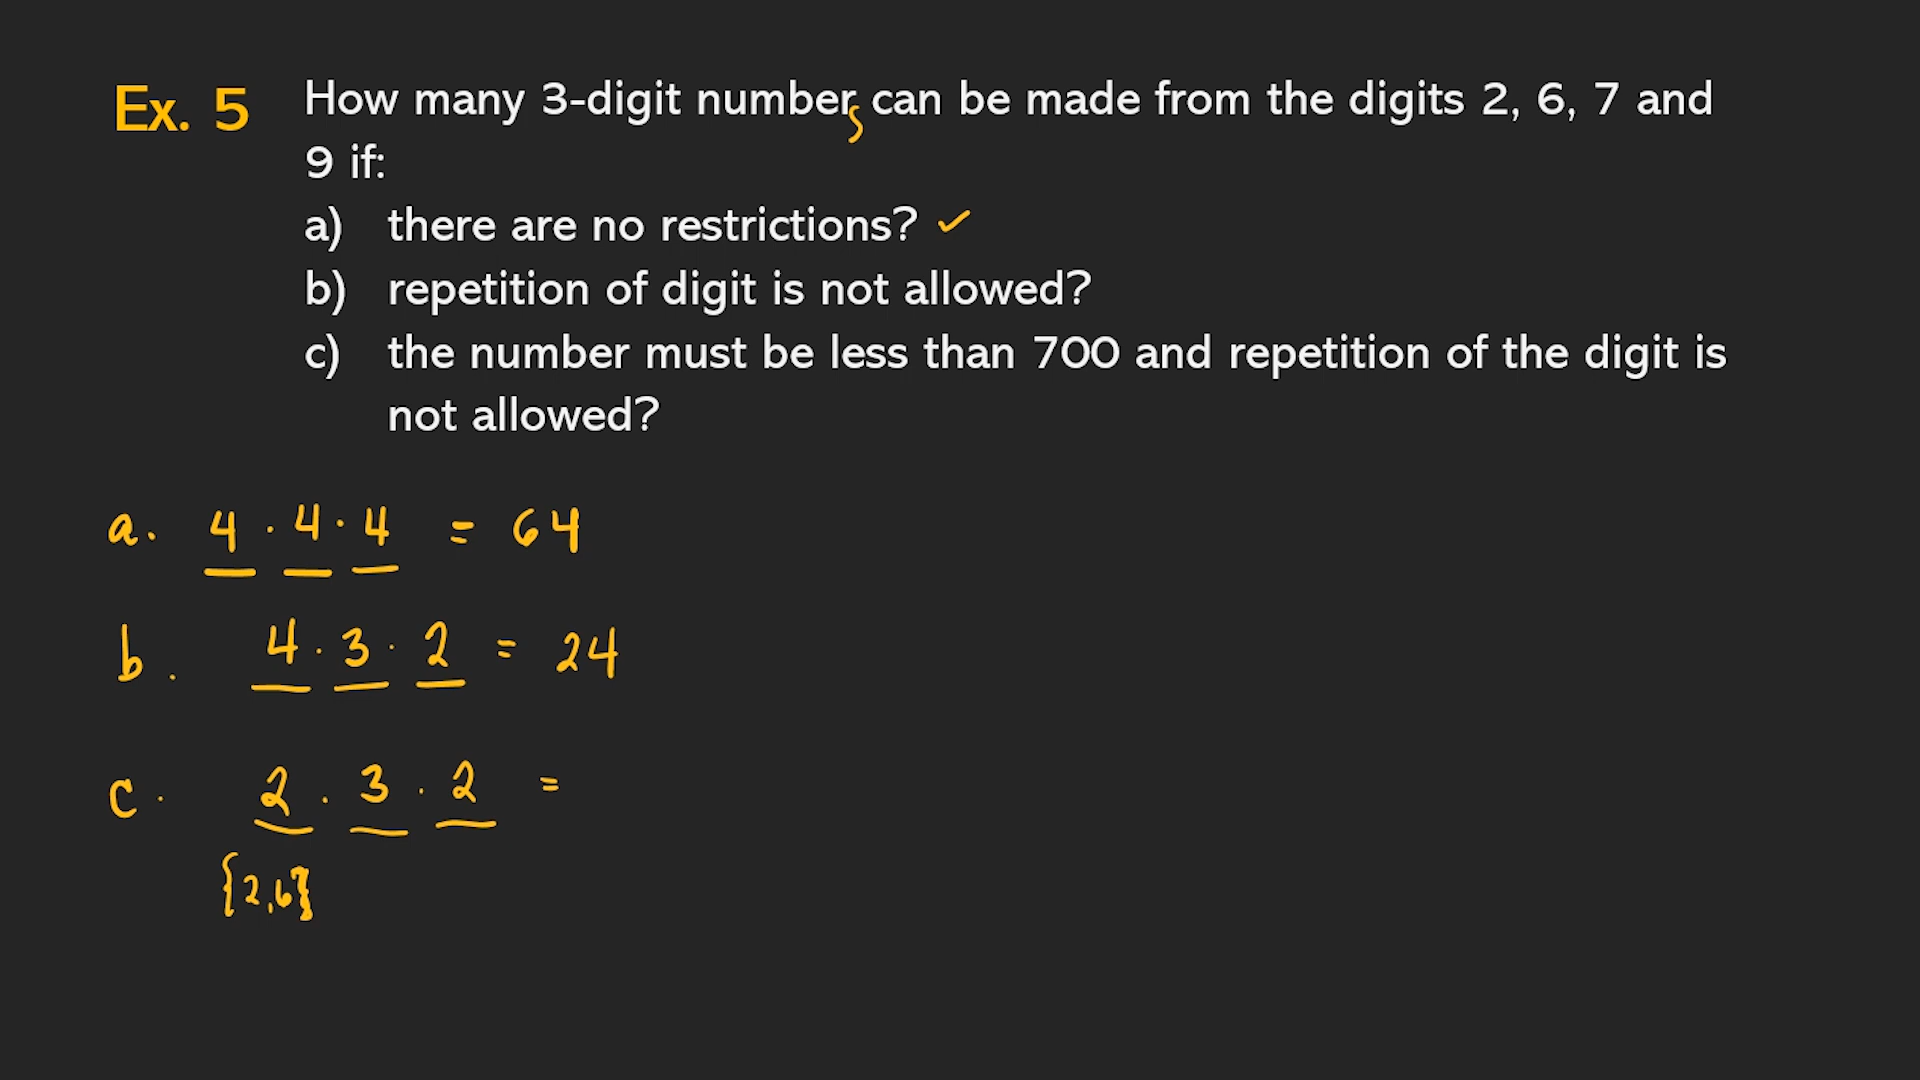 Ex. 5 How many 3-digit numbers can be made from the digits 2, 6, 7 and
9 if:
a) there are no restrictions? ✓
b) repetition of digit is not allowed?
c) the number must be less than 700 and repetition of the digit is
not allowed?
a. 4 · 4 · 4 = 64
b. 4 · 3 · 2 = 24
c. 2 · 3 · 2 =
{2,6}